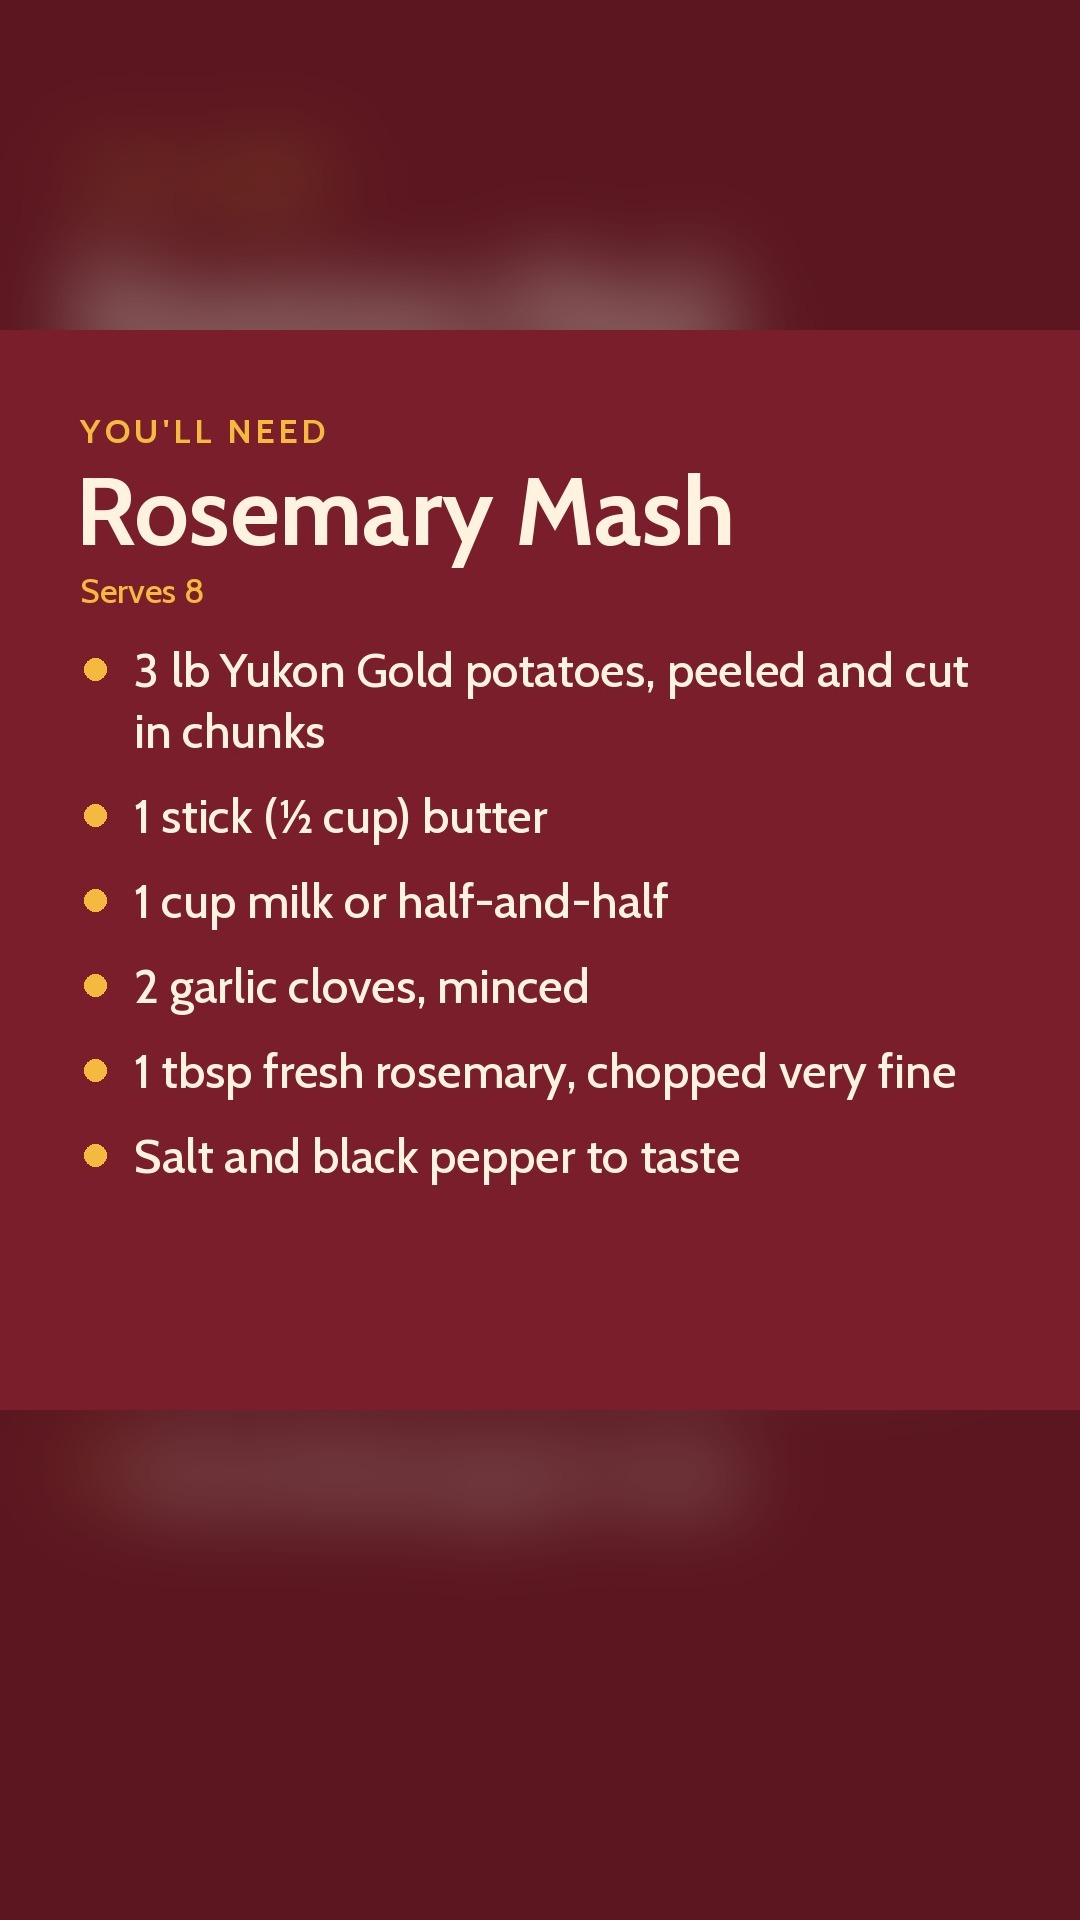 YOU'LL NEED
Rosemary Mash
Serves 8
3 lb Yukon Gold potatoes, peeled and cut
in chunks
1 stick (½ cup) butter
1 cup milk or half-and-half
2 garlic cloves, minced
1 tbsp fresh rosemary, chopped very fine
Salt and black pepper to taste